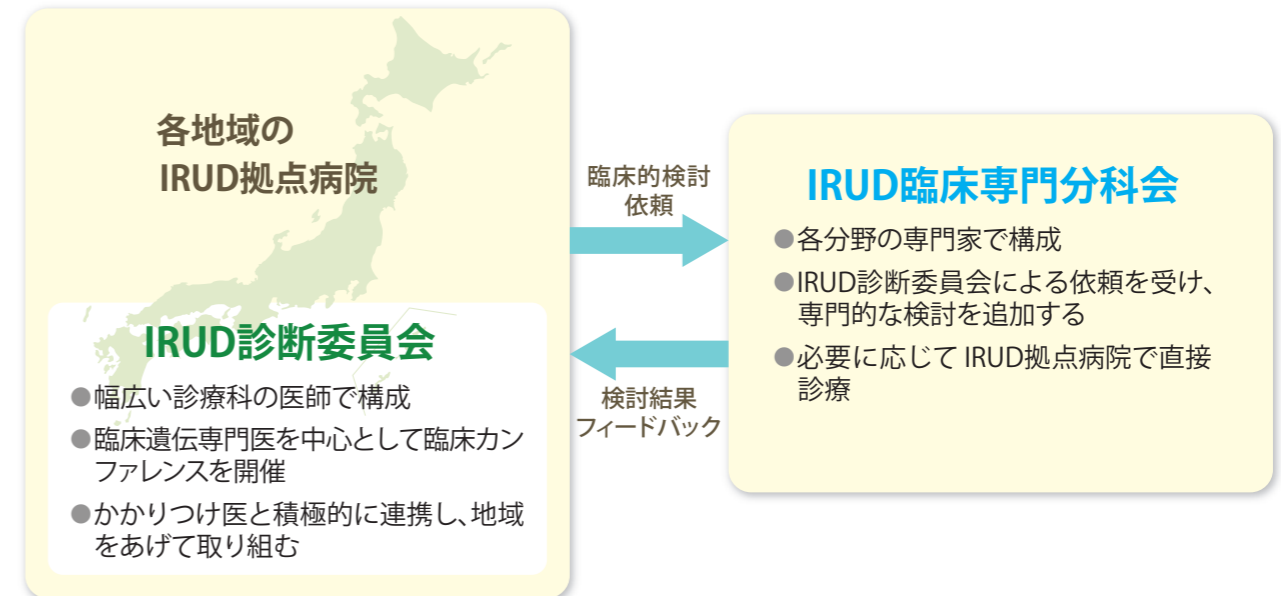 各地域の
IRUD拠点病院
IRUD診断委員会
●幅広い診療科の医師で構成
●臨床遺伝専門医を中心として臨床カン
ファレンスを開催
●かかりつけ医と積極的に連携し、地域
をあげて取り組む
臨床的検討
依頼
検討結果
フィードバック
IRUD臨床専門分科会
●各分野の専門家で構成
●IRUD診断委員会による依頼を受け、
専門的な検討を追加する
●必要に応じて IRUD拠点病院で直接
診療